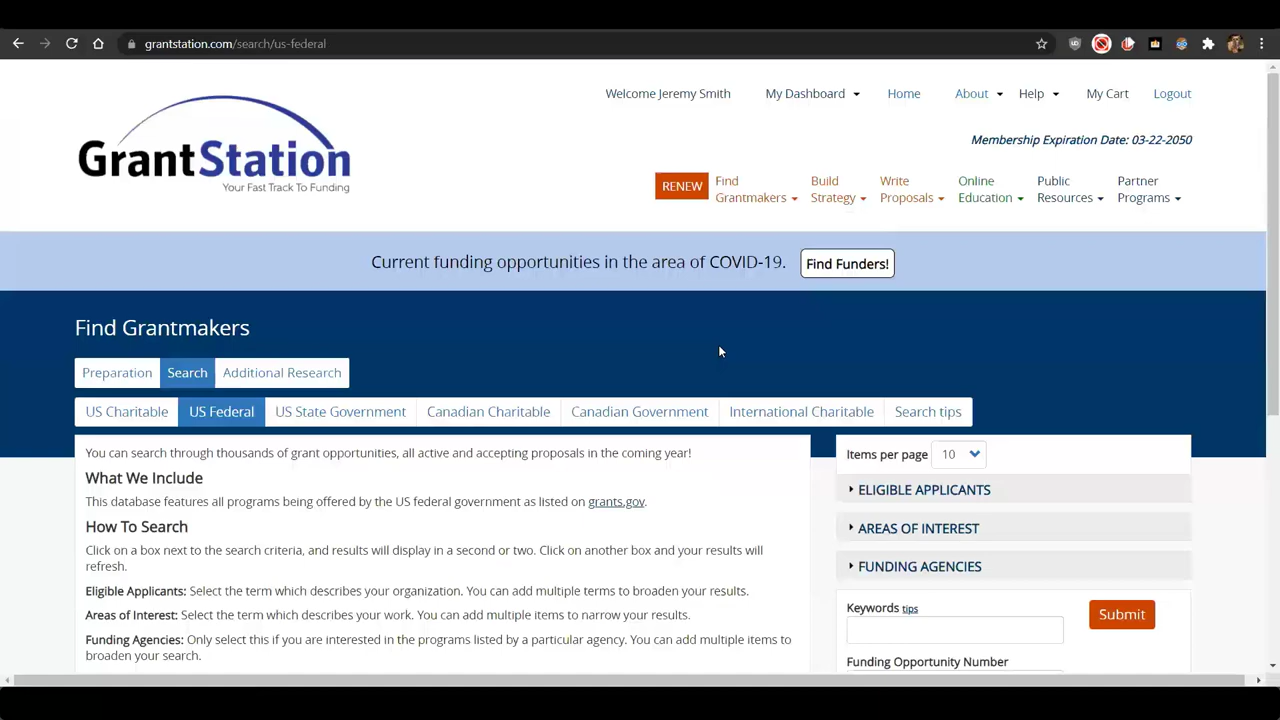 grantstation.com/search/us-federal
Welcome Jeremy Smith
My Dashboard
Home
About
Help
My Cart
Logout
GrantStation
Your Fast Track To Funding
Membership Expiration Date: 03-22-2050
RENEW
Find
Grantmakers
Build
Strategy
Write
Proposals
Online
Education
Public
Resources
Partner
Programs
Current funding opportunities in the area of COVID-19.
Find Funders!
Find Grantmakers
Preparation
Search
Additional Research
US Charitable
US Federal
US State Government
Canadian Charitable
Canadian Government
International Charitable
Search tips
You can search through thousands of grant opportunities, all active and accepting proposals in the coming year!
What We Include
This database features all programs being offered by the US federal government as listed on grants.gov.
How To Search
Click on a box next to the search criteria, and results will display in a second or two. Click on another box and your results will
refresh.
Eligible Applicants: Select the term which describes your organization. You can add multiple terms to broaden your results.
Areas of Interest: Select the term which describes your work. You can add multiple items to narrow your results.
Funding Agencies: Only select this if you are interested in the programs listed by a particular agency. You can add multiple items to
broaden your search.
Items per page
10
ELIGIBLE APPLICANTS
AREAS OF INTEREST
FUNDING AGENCIES
Keywords tips
Submit
Funding Opportunity Number